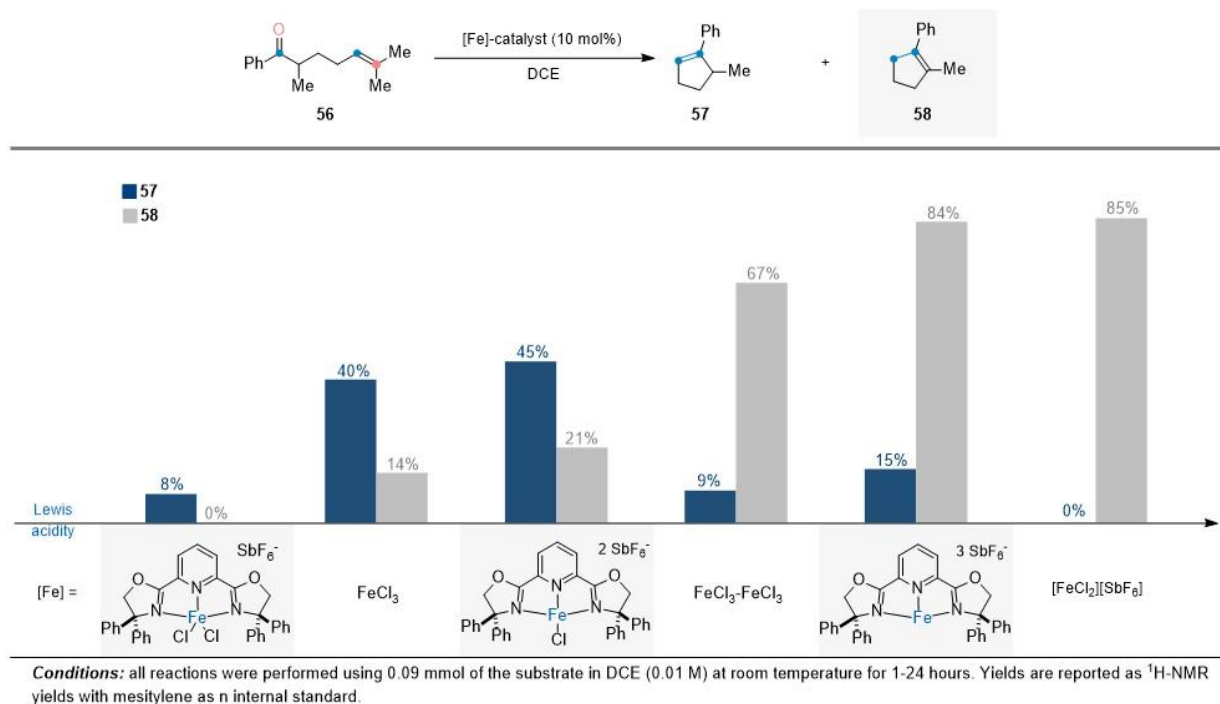 O
Ph
Me
Me
Me
56
[Fe]-catalyst (10 mol%)
DCE
Ph
Me
57
+
Ph
Me
58
57
58
8%
0%
40%
14%
45%
21%
9%
67%
15%
84%
0%
85%
Lewis
acidity
[Fe] =
SbF₆⁻
O
N
O
N
N
Fe
Cl
Cl
Ph
Ph
Ph
Ph
FeCl₃
2 SbF₆⁻
O
N
O
N
N
Fe
Cl
Ph
Ph
Ph
Ph
FeCl₃-FeCl₃
3 SbF₆⁻
O
N
O
N
N
Fe
Ph
Ph
Ph
Ph
[FeCl₂][SbF₆]
Conditions: all reactions were performed using 0.09 mmol of the substrate in DCE (0.01 M) at room temperature for 1-24 hours. Yields are reported as ¹H-NMR
yields with mesitylene as n internal standard.